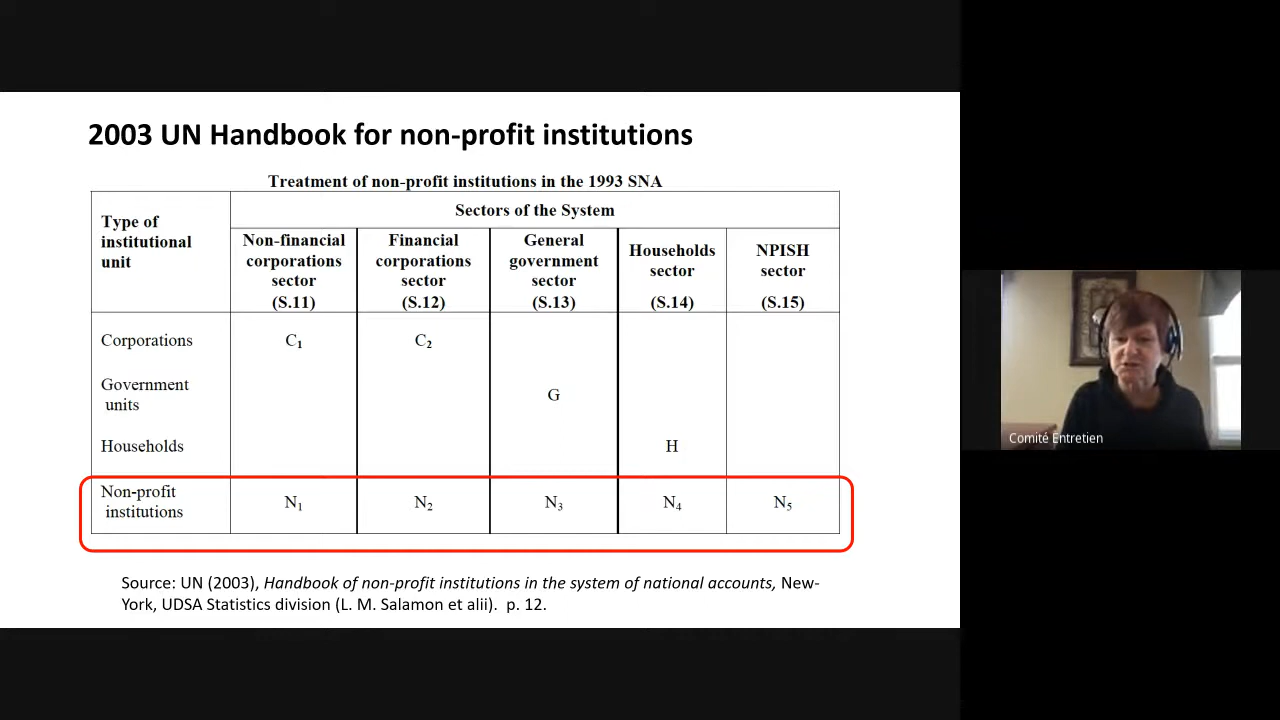 2003 UN Handbook for non-profit institutions
Treatment of non-profit institutions in the 1993 SNA
Type of
institutional
unit
Sectors of the System
Non-financial
corporations
sector
(S.11)
Financial
corporations
sector
(S.12)
General
government
sector
(S.13)
Households
sector
(S.14)
NPISH
sector
(S.15)
Corporations C₁ C₂
Government
units
G
Households H
Non-profit
institutions
N₁ N₂ N₃ N₄ N₅
Source: UN (2003), Handbook of non-profit institutions in the system of national accounts, New-
York, UDSA Statistics division (L. M. Salamon et alii). p. 12.
Comité Entretien